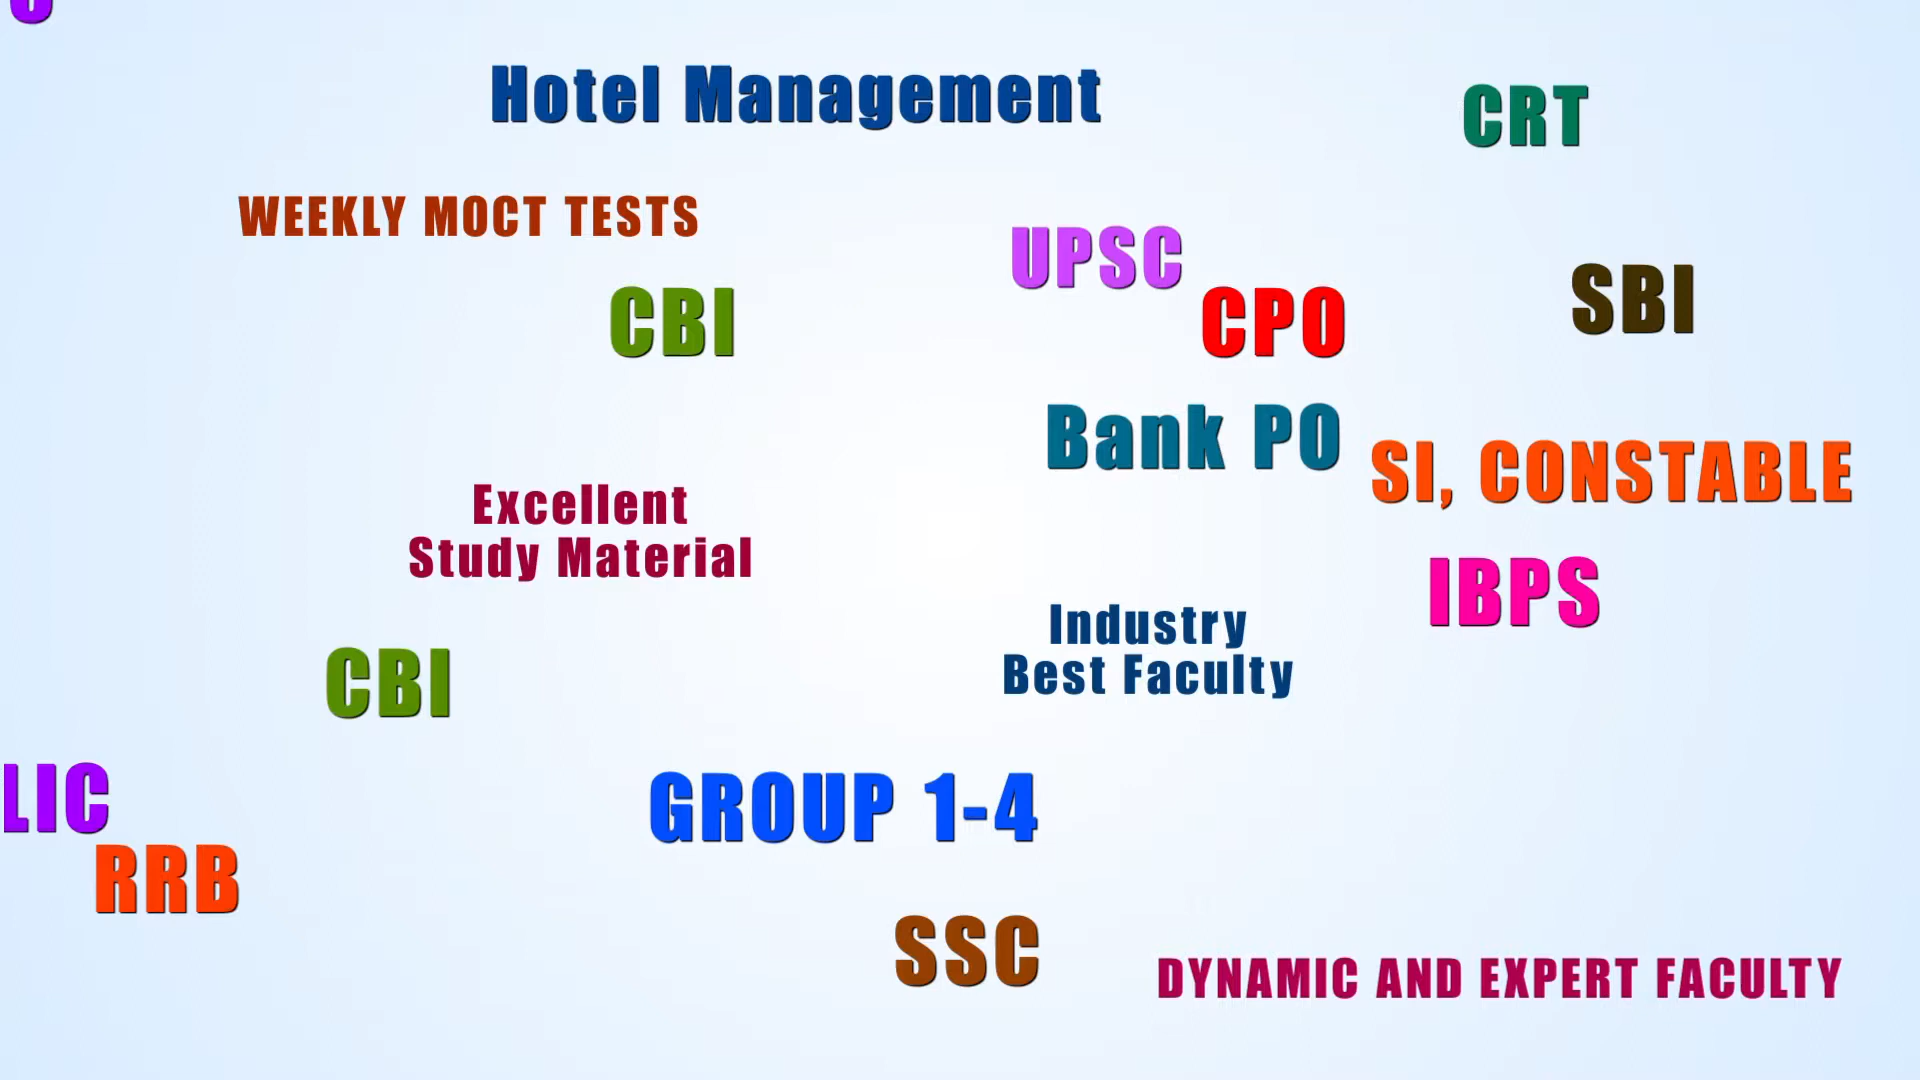 Hotel Management
CRT
WEEKLY MOCT TESTS
UPSC
SBI
CBI
CPO
Bank PO
SI, CONSTABLE
Excellent
Study Material
IBPS
Industry
Best Faculty
CBI
LIC
GROUP 1-4
RRB
SSC
DYNAMIC AND EXPERT FACULTY